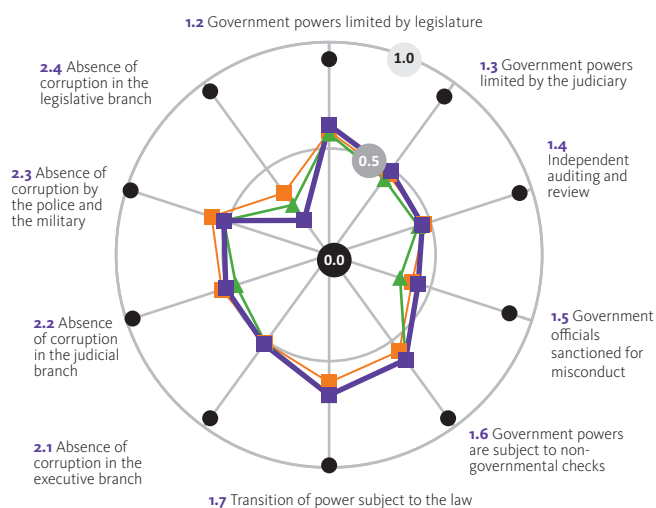 1.2 Government powers limited by legislature
1.0
1.3 Government powers
limited by the judiciary
2.4 Absence of
corruption in the
legislative branch
1.4
Independent
auditing and
review
0.5
2.3 Absence of
corruption by
the police and
the military
0.0
1.5 Government
officials
sanctioned for
misconduct
2.2 Absence
of corruption
in the judicial
branch
1.6 Government powers
are subject to non-
governmental checks
2.1 Absence of
corruption in the
executive branch
1.7 Transition of power subject to the law